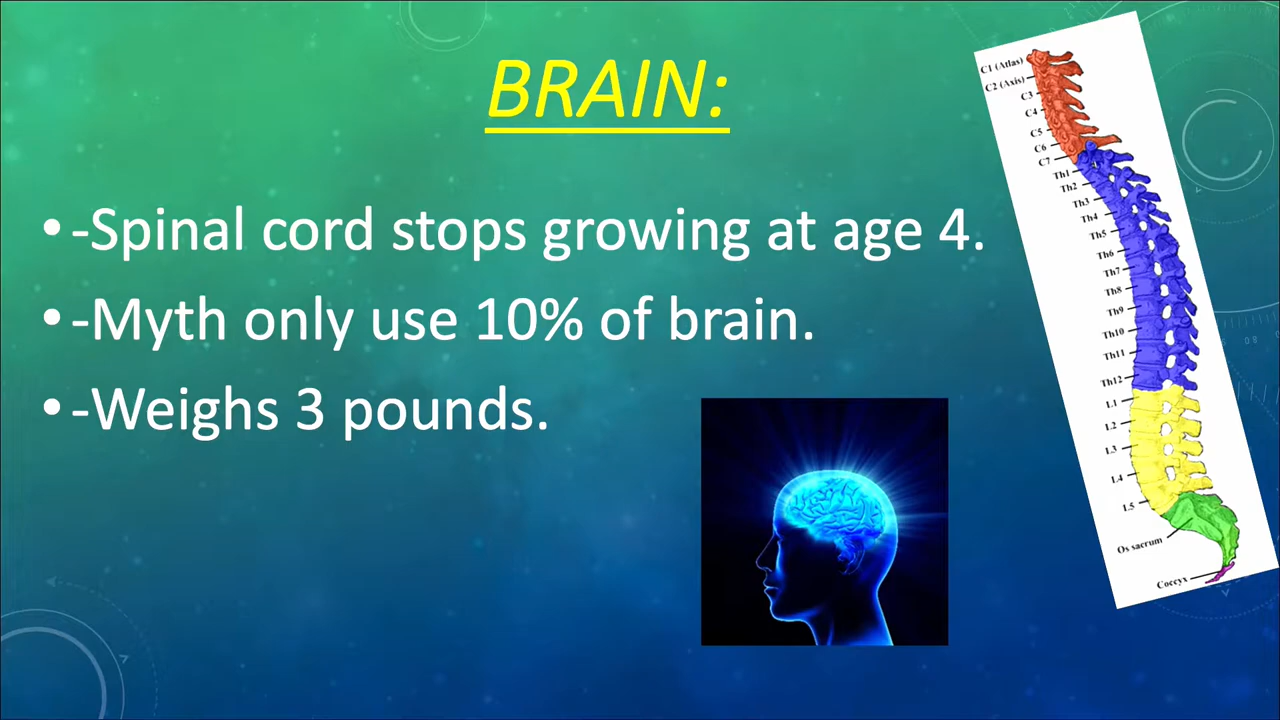 BRAIN:
• -Spinal cord stops growing at age 4.
• -Myth only use 10% of brain.
• -Weighs 3 pounds.
C1 (Atlas)
C2 (Axis)
C3
C4
C5
C6
C7
Th1
Th2
Th3
Th4
Th5
Th6
Th7
Th8
Th9
Th10
Th11
Th12
L1
L2
L3
L4
L5
Os sacrum
Coccyx
80